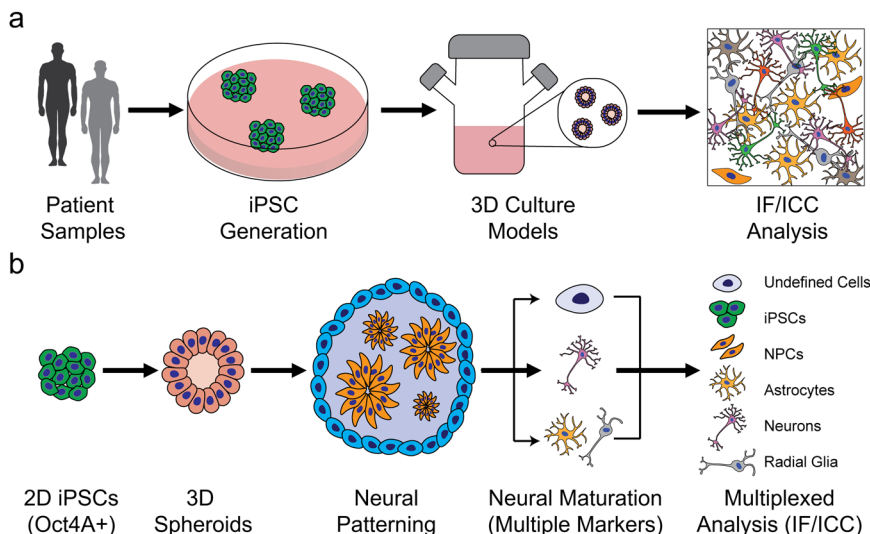 a
Patient
Samples
iPSC
Generation
3D Culture
Models
IF/ICC
Analysis
b
Undefined Cells
iPSCs
NPCs
Astrocytes
Neurons
Radial Glia
2D iPSCs
(Oct4A+)
3D
Spheroids
Neural
Patterning
Neural Maturation
(Multiple Markers)
Multiplexed
Analysis (IF/ICC)